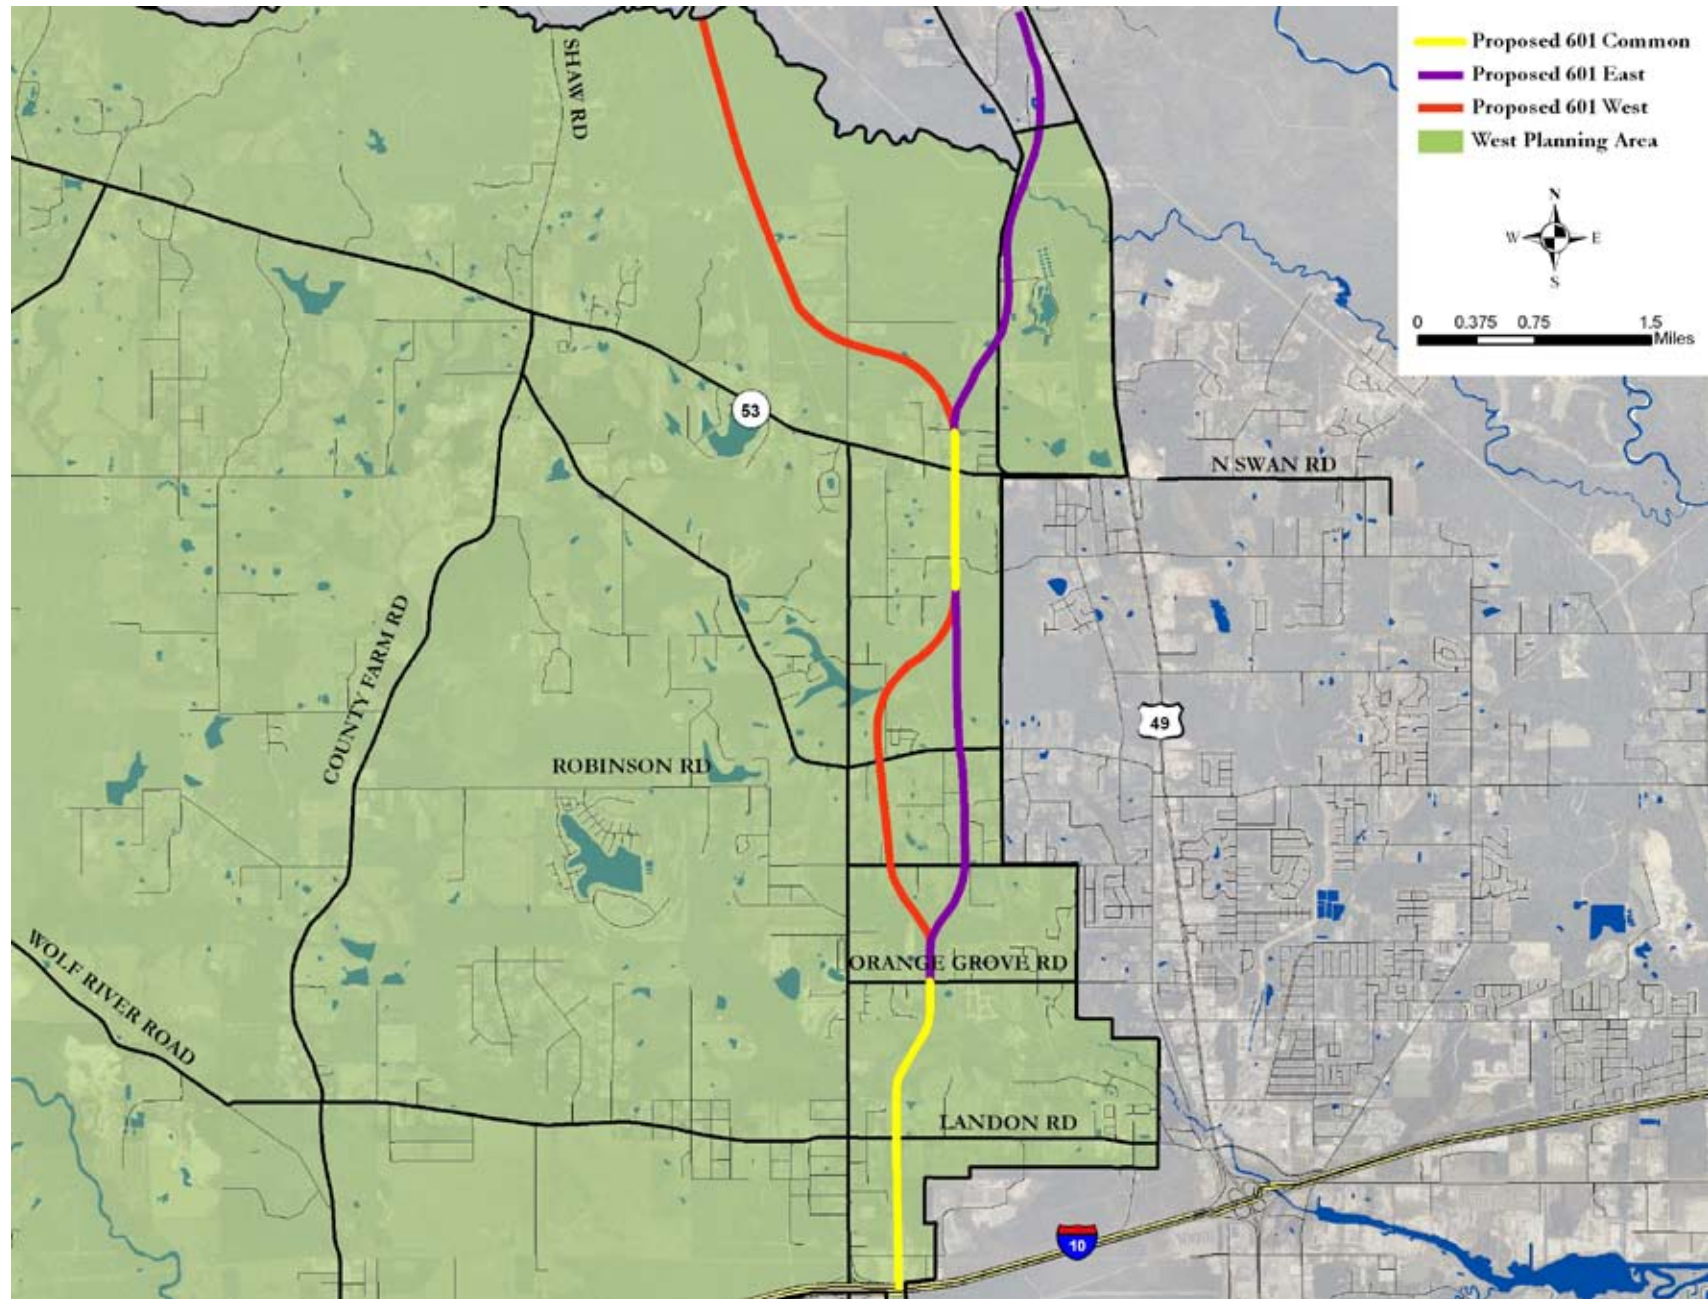 Proposed 601 Common
Proposed 601 East
Proposed 601 West
West Planning Area
N
W E
S
0 0.375 0.75 1.5
Miles
SHAW RD
53
N SWAN RD
COUNTY FARM RD
49
ROBINSON RD
WOLF RIVER ROAD
ORANGE GROVE RD
LANDON RD
10